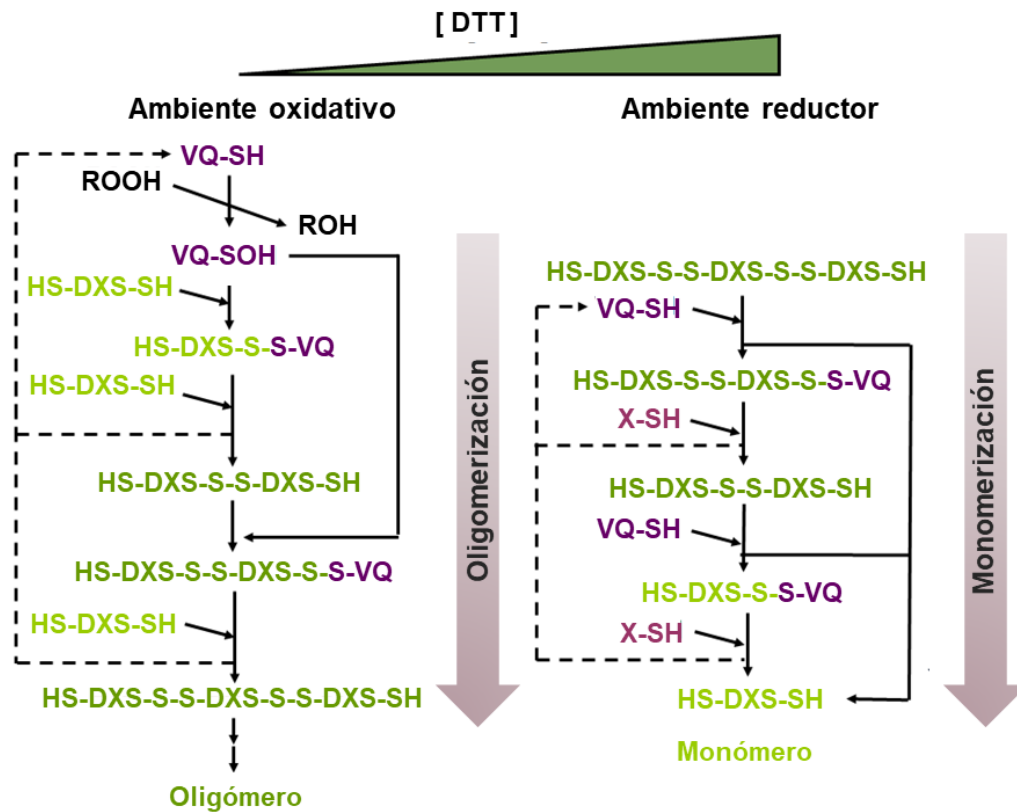 [ DTT]
Ambiente oxidativo
VQ-SH
ROOH
ROH
VQ-SOH
HS-DXS-SH
HS-DXS-S-S-VQ
HS-DXS-SH
HS-DXS-S-S-DXS-SH
HS-DXS-S-S-DXS-S-S-VQ
HS-DXS-SH
HS-DXS-S-S-DXS-S-S-DXS-SH
Oligómero
Oligomerización
Ambiente reductor
HS-DXS-S-S-DXS-S-S-DXS-SH
VQ-SH
HS-DXS-S-S-DXS-S-S-VQ
X-SH
HS-DXS-S-S-DXS-SH
VQ-SH
HS-DXS-S-S-VQ
X-SH
HS-DXS-SH
Monómero
Monomerización